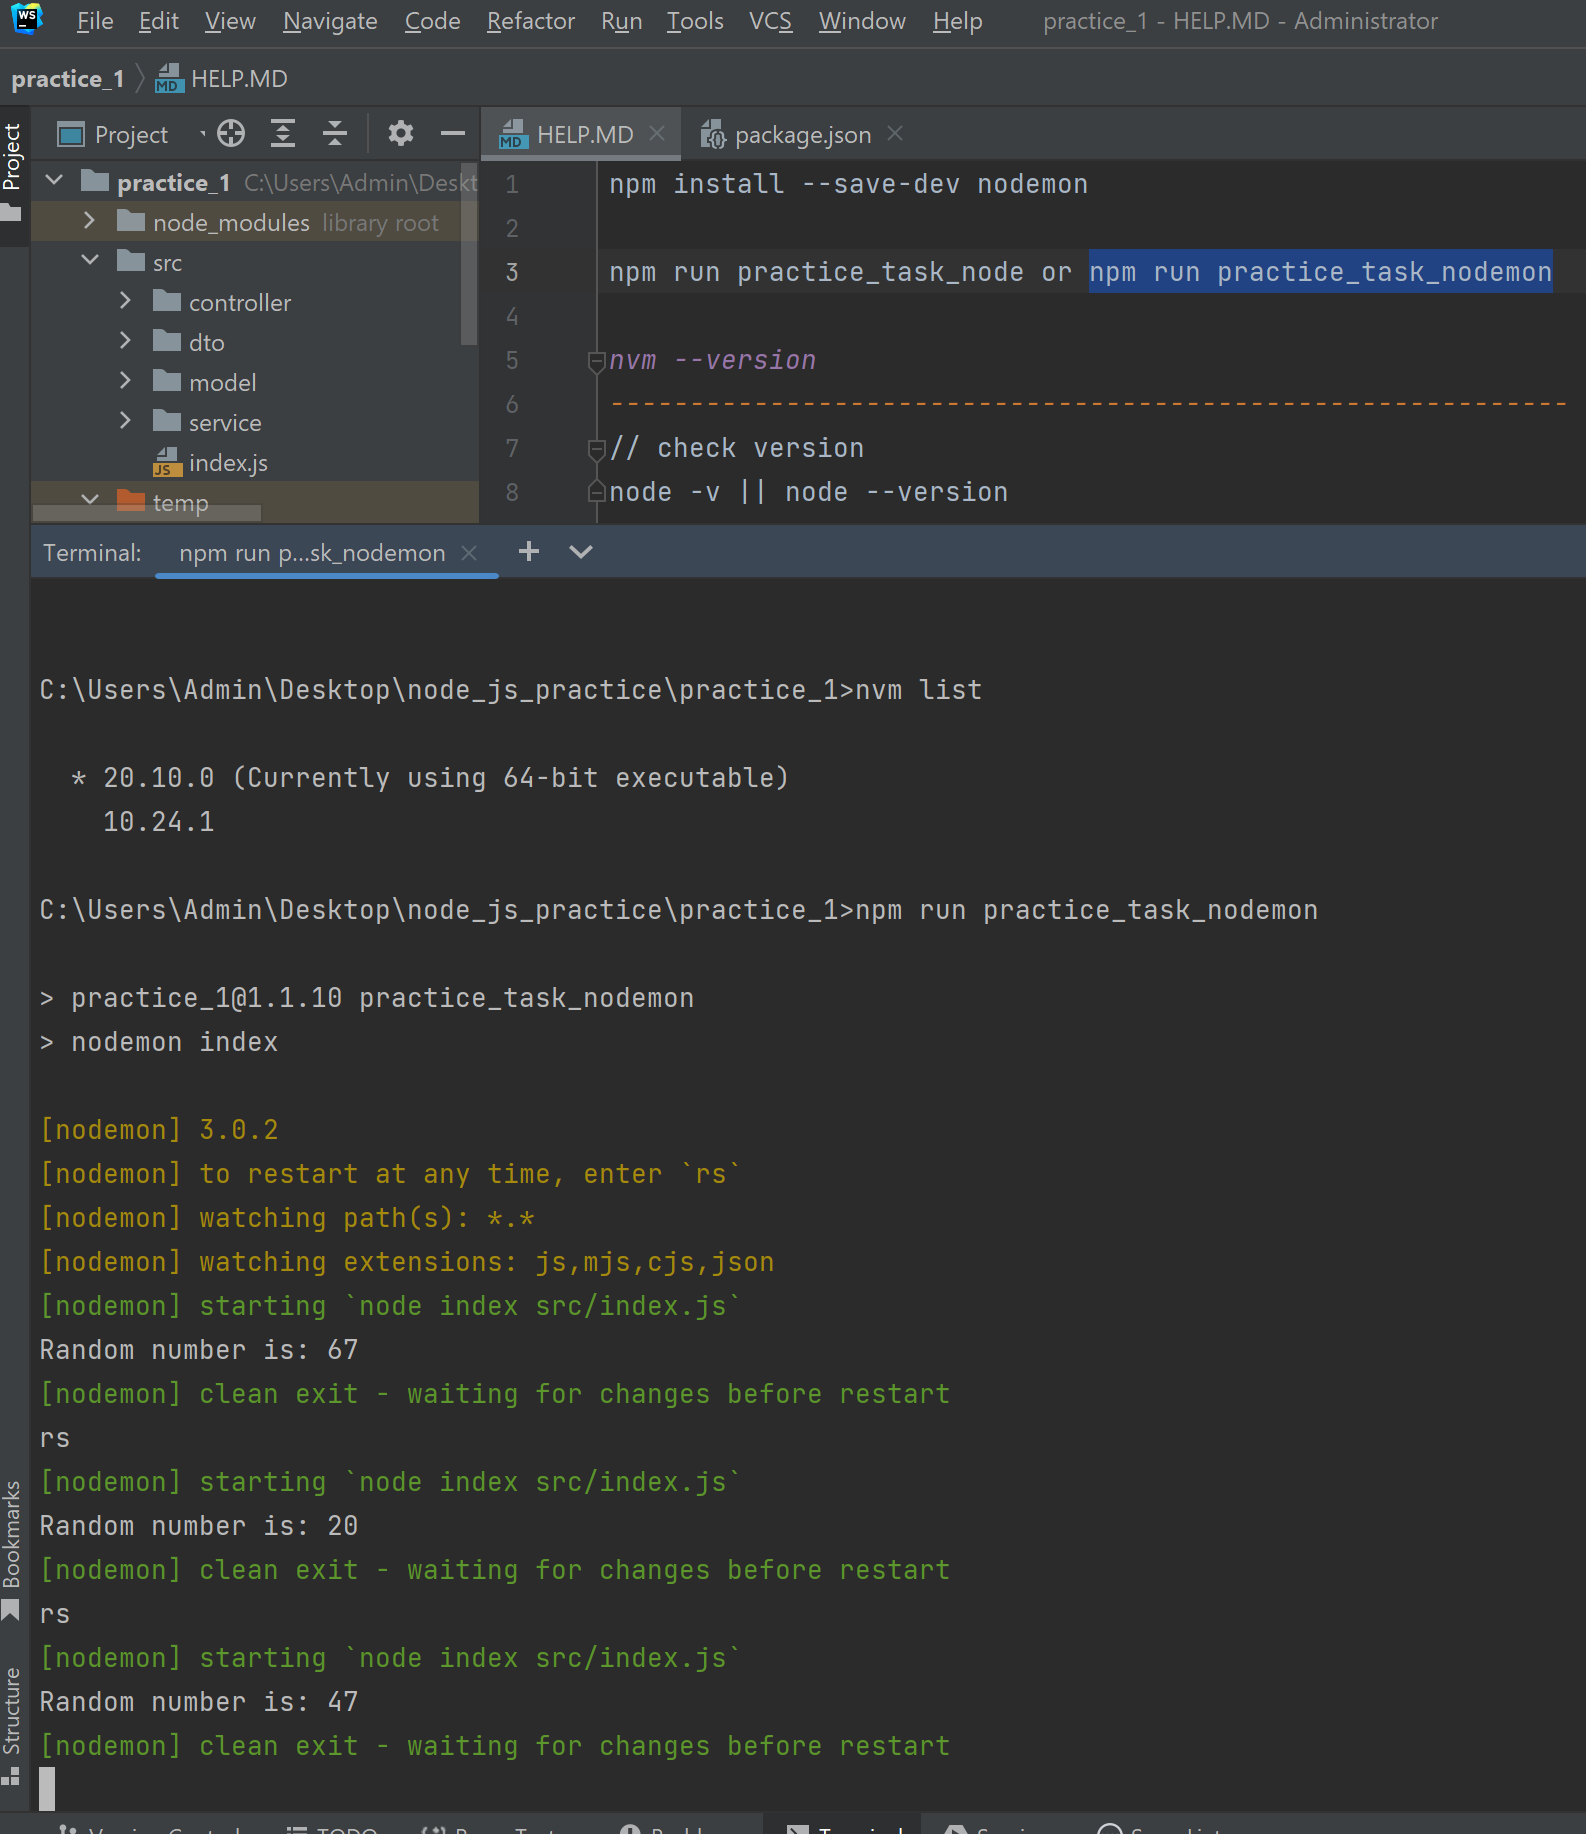 WS
File Edit View Navigate Code Refactor Run Tools VCS Window Help practice_1 - HELP.MD - Administrator
practice_1 HELP.MD
Project
Project
HELP.MD
package.json
practice_1 C:\Users\Admin\Deskt
node_modules library root
src
controller
dto
model
service
index.js
temp
1 npm install --save-dev nodemon
2
3 npm run practice_task_node or npm run practice_task_nodemon
4
5 nvm --version
6 ------------------------------------------------------------
7 // check version
8 node -v || node --version
Terminal: npm run p...sk_nodemon
C:\Users\Admin\Desktop\node_js_practice\practice_1>nvm list
* 20.10.0 (Currently using 64-bit executable)
10.24.1
C:\Users\Admin\Desktop\node_js_practice\practice_1>npm run practice_task_nodemon
> practice_1@1.1.10 practice_task_nodemon
> nodemon index
[nodemon] 3.0.2
[nodemon] to restart at any time, enter `rs`
[nodemon] watching path(s): *.*
[nodemon] watching extensions: js,mjs,cjs,json
[nodemon] starting `node index src/index.js`
Random number is: 67
[nodemon] clean exit - waiting for changes before restart
rs
[nodemon] starting `node index src/index.js`
Random number is: 20
[nodemon] clean exit - waiting for changes before restart
rs
[nodemon] starting `node index src/index.js`
Random number is: 47
[nodemon] clean exit - waiting for changes before restart
Bookmarks
Structure
TODO Terminal